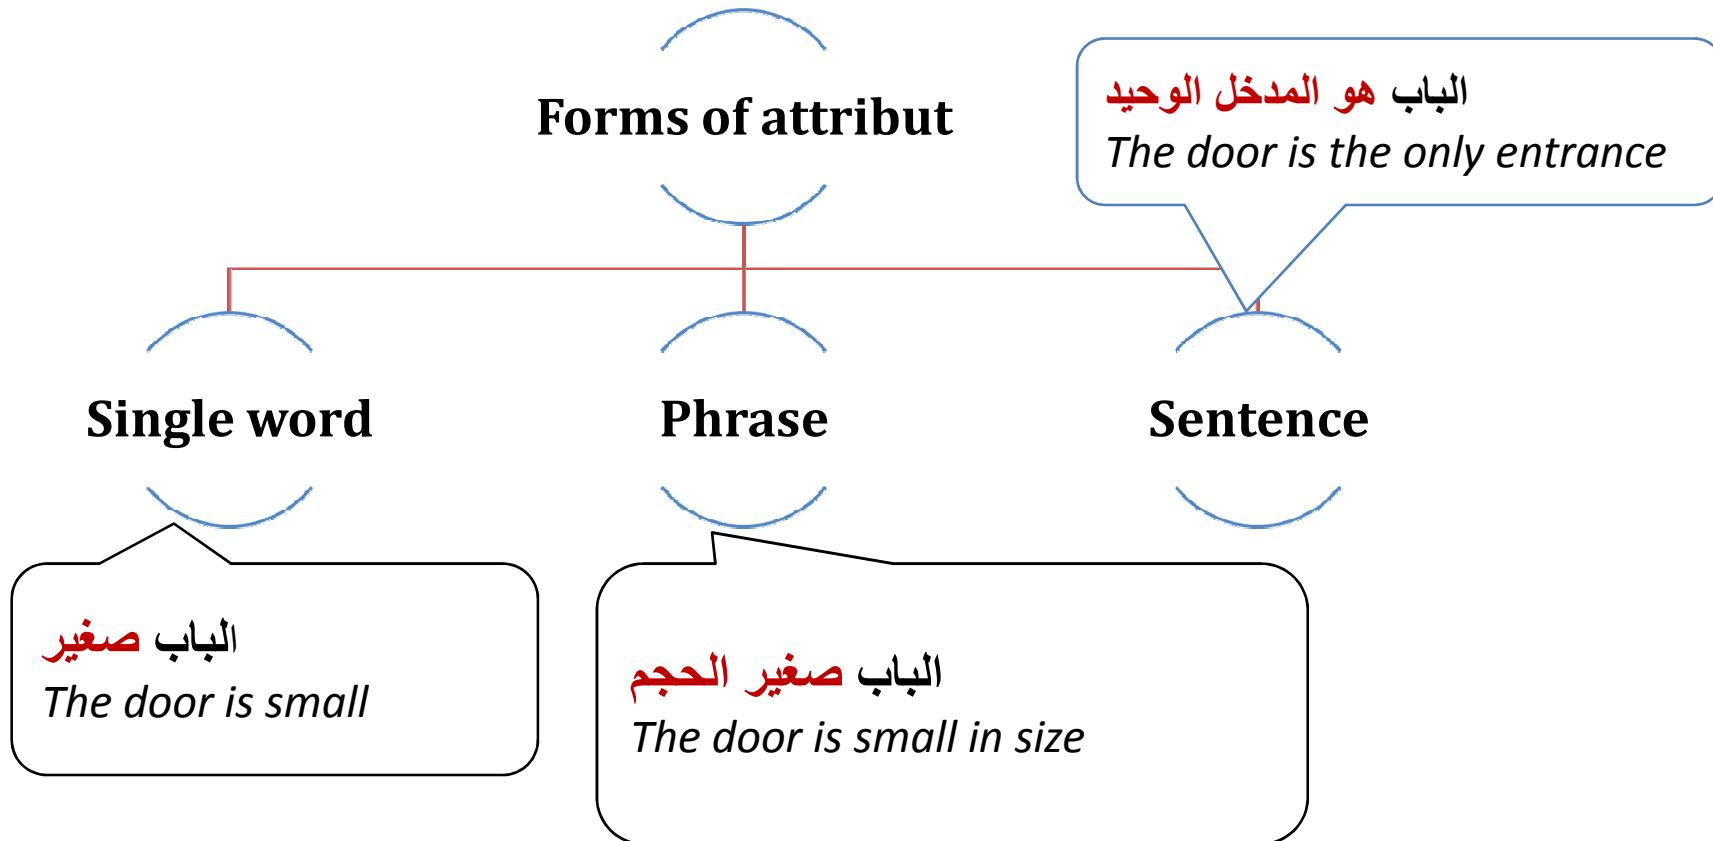 Forms of attribut
الباب هو المدخل الوحيد
The door is the only entrance
Single word
Phrase
Sentence
الباب صغير
The door is small
الباب صغير الحجم
The door is small in size